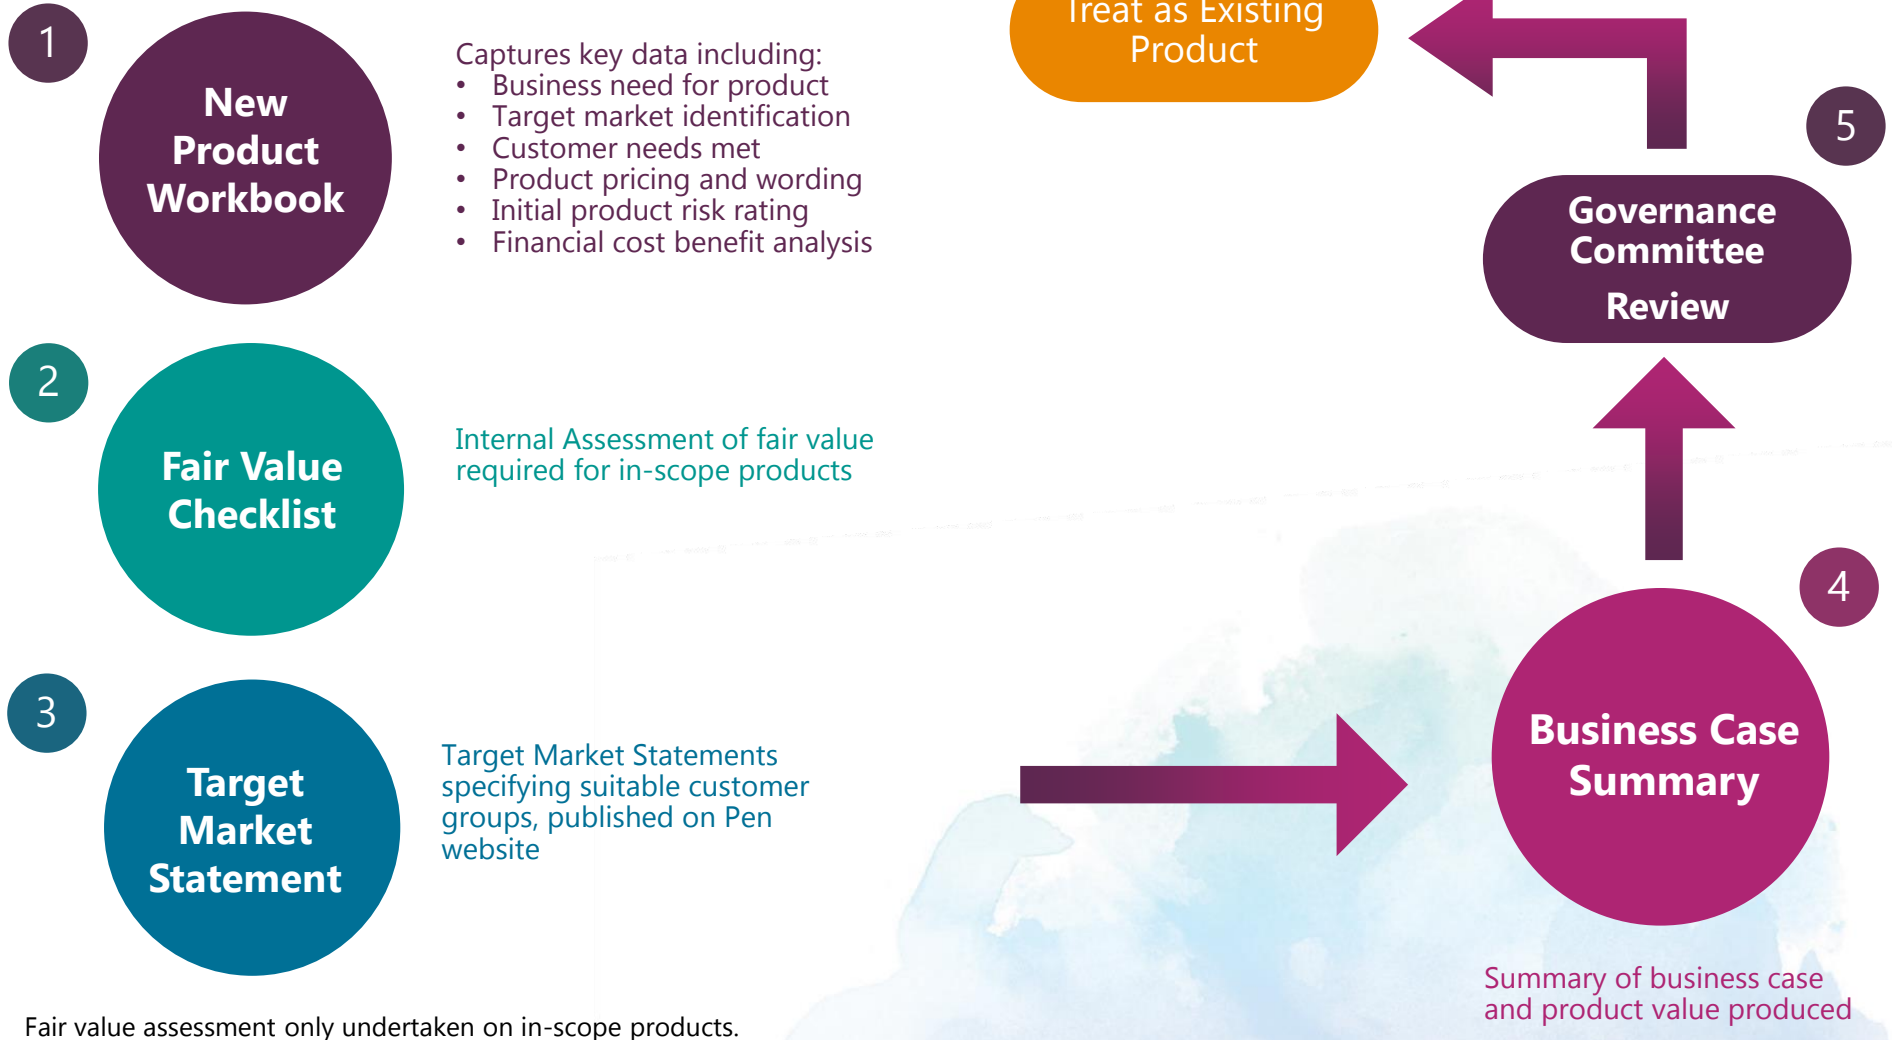 1
New
Product
Workbook
Captures key data including:
• Business need for product
• Target market identification
• Customer needs met
• Product pricing and wording
• Initial product risk rating
• Financial cost benefit analysis
2
Fair Value
Checklist
Internal Assessment of fair value
required for in-scope products
3
Target
Market
Statement
Target Market Statements
specifying suitable customer
groups, published on Pen
website
Fair value assessment only undertaken on in-scope products.
Treat as Existing
Product
5
Governance
Committee
Review
4
Business Case
Summary
Summary of business case
and product value produced